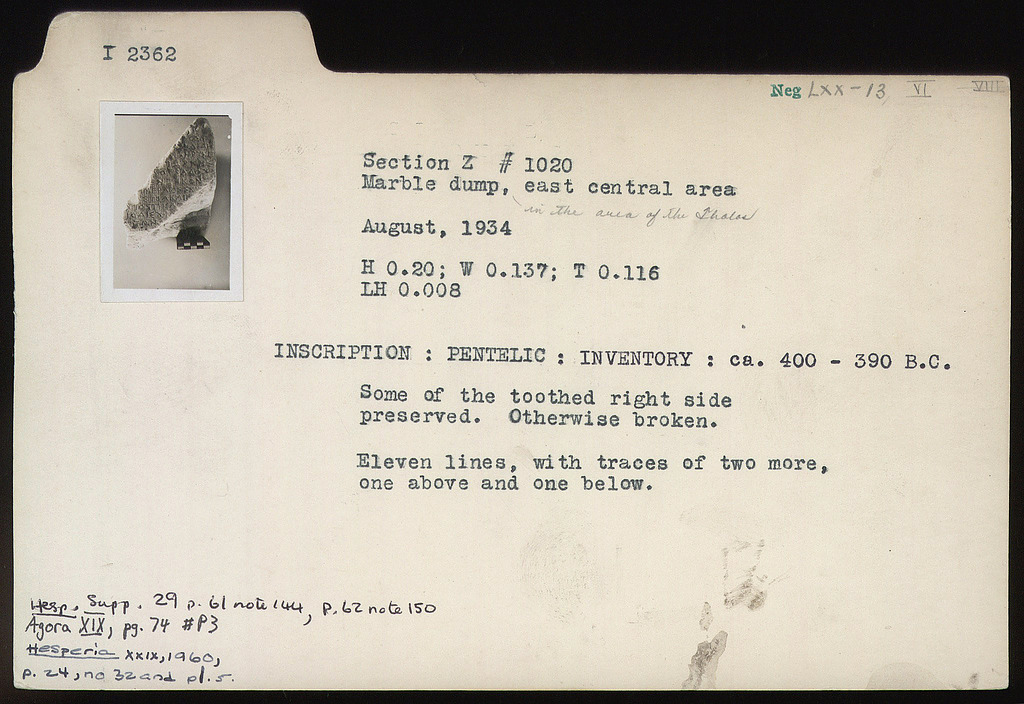 I 2362
Neg LXX-13, VI VIII
Section Z # 1020
Marble dump, east central area
in the area of the Tholos
August, 1934
H 0.20; W 0.137; T 0.116
LH 0.008
INSCRIPTION : PENTELIC : INVENTORY : ca. 400 - 390 B.C.
Some of the toothed right side
preserved. Otherwise broken.
Eleven lines, with traces of two more,
one above and one below.
Hesp. Supp. 29 p. 61 note 144, p. 62 note 150
Agora XIX, pg. 74 #P3
Hesperia XXIX, 1960,
p. 24, no 32 and pl. 5.